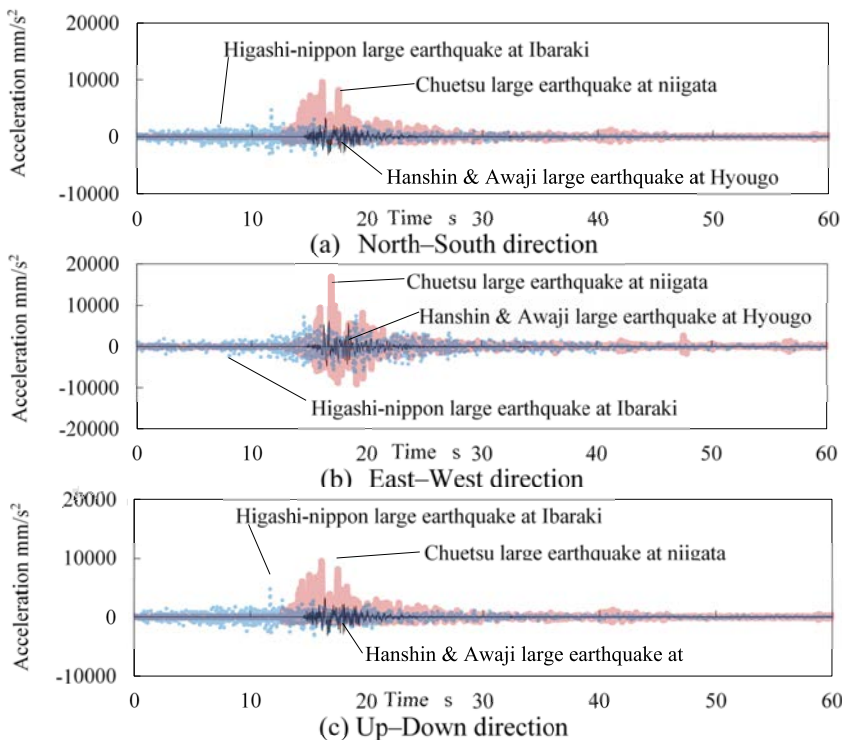 Acceleration mm/s²
20000
10000
0
-10000
Higashi-nippon large earthquake at Ibaraki
Chuetsu large earthquake at niigata
Hanshin & Awaji large earthquake at Hyougo
0 10 20 Time s 30 40 50 60
(a) North–South direction
Acceleration mm/s²
30000
20000
10000
0
-10000
-20000
Chuetsu large earthquake at niigata
Hanshin & Awaji large earthquake at Hyougo
Higashi-nippon large earthquake at Ibaraki
0 10 20 Time s 30 40 50 60
(b) East–West direction
Acceleration mm/s²
20000
10000
0
-10000
Higashi-nippon large earthquake at Ibaraki
Chuetsu large earthquake at niigata
Hanshin & Awaji large earthquake at
0 10 20 Time s 30 40 50 60
(c) Up–Down direction